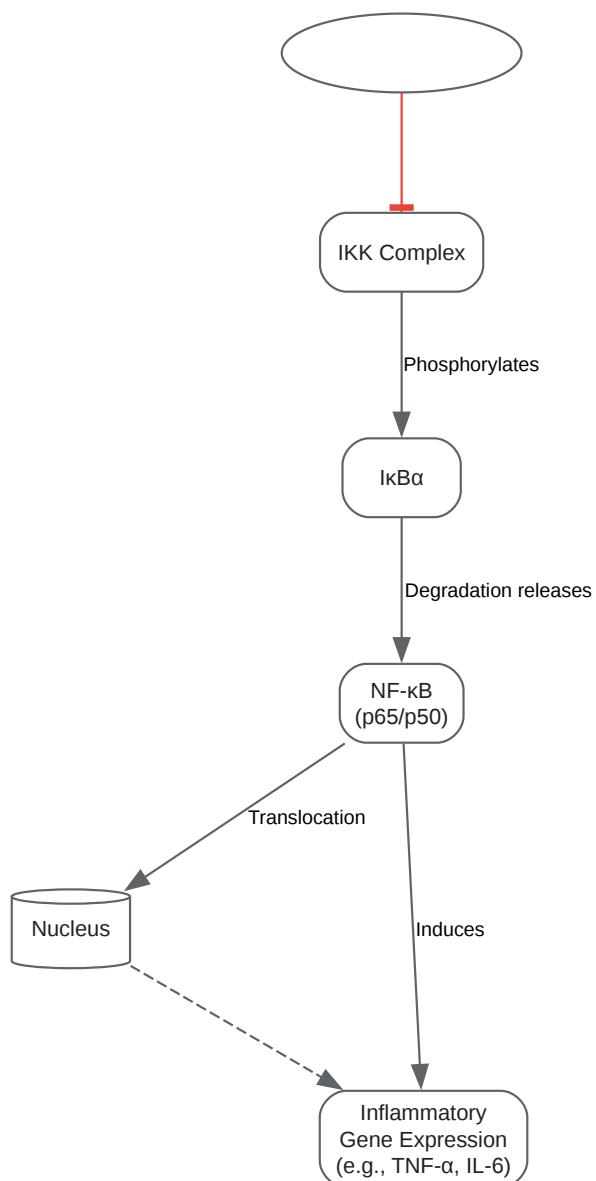 IKK Complex
Phosphorylates
IκBα
Degradation releases
NF-κB
(p65/p50)
Translocation
Nucleus
Induces
Inflammatory
Gene Expression
(e.g., TNF-α, IL-6)